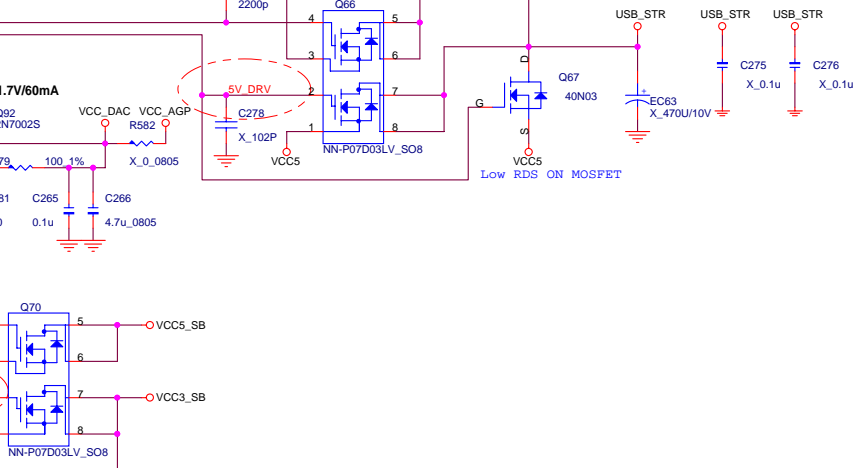 2200p
Q66
4
5
3
6
USB_STR
USB_STR
USB_STR
D
Q67
40N03
G
S
VCC5
Low RDS ON MOSFET
C275
X_0.1u
C276
X_0.1u
+
EC63
X_470U/10V
1.7V/60mA
5V_DRV
2
7
C278
X_102P
1
8
VCC5
NN-P07D03LV_SO8
Q92
2N7002S
VCC_DAC
VCC_AGP
R582
X_0_0805
79
100_1%
81
0
C265
0.1u
C266
4.7u_0805
Q70
5
VCC5_SB
6
7
VCC3_SB
8
NN-P07D03LV_SO8